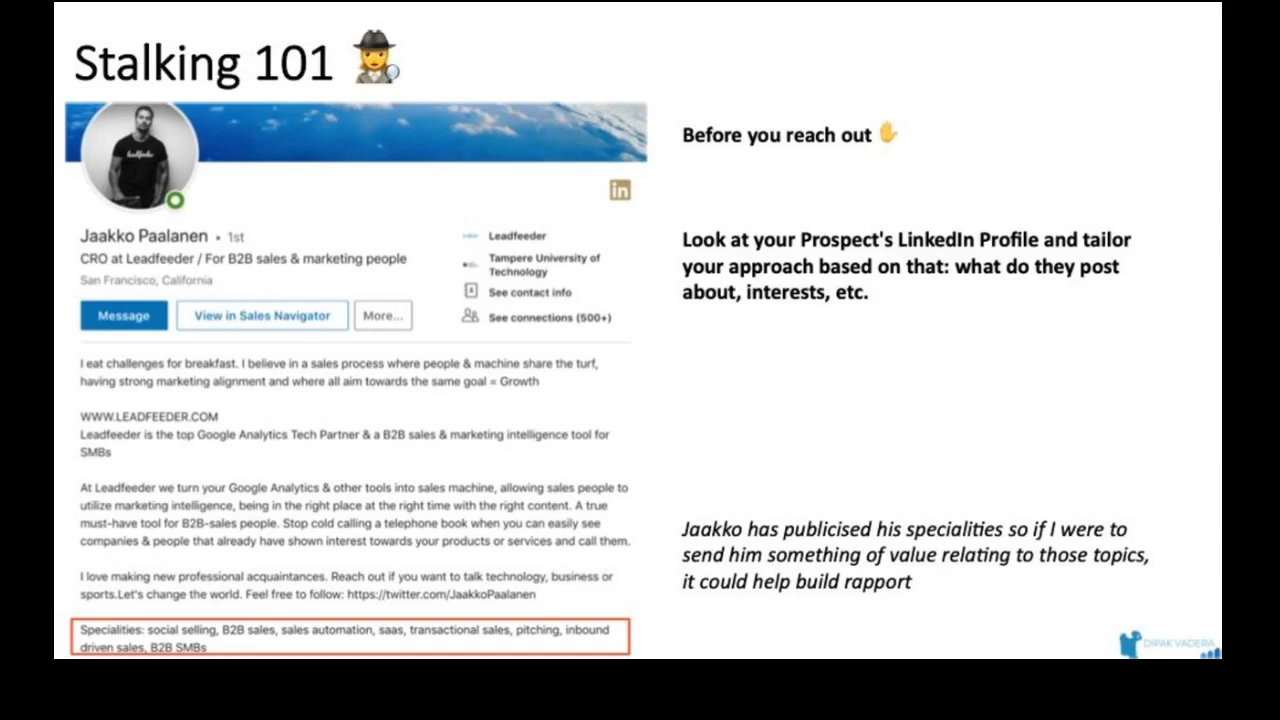 Stalking 101
Jaakko Paalanen • 1st
CRO at Leadfeeder / For B2B sales & marketing people
San Francisco, California
Message
View in Sales Navigator
More...
in
Leadfeeder
Tampere University of
Technology
See contact info
See connections (500+)
I eat challenges for breakfast. I believe in a sales process where people & machine share the turf,
having strong marketing alignment and where all aim towards the same goal = Growth
WWW.LEADFEEDER.COM
Leadfeeder is the top Google Analytics Tech Partner & a B2B sales & marketing intelligence tool for
SMBs
At Leadfeeder we turn your Google Analytics & other tools into sales machine, allowing sales people to
utilize marketing intelligence, being in the right place at the right time with the right content. A true
must-have tool for B2B-sales people. Stop cold calling a telephone book when you can easily see
companies & people that already have shown interest towards your products or services and call them.
I love making new professional acquaintances. Reach out if you want to talk technology, business or
sports.Let's change the world. Feel free to follow: https://twitter.com/JaakkoPaalanen
Specialities: social selling, B2B sales, sales automation, saas, transactional sales, pitching, inbound
driven sales, B2B SMBs
Before you reach out
Look at your Prospect's LinkedIn Profile and tailor
your approach based on that: what do they post
about, interests, etc.
Jaakko has publicised his specialities so if I were to
send him something of value relating to those topics,
it could help build rapport
DIPAK VADERA